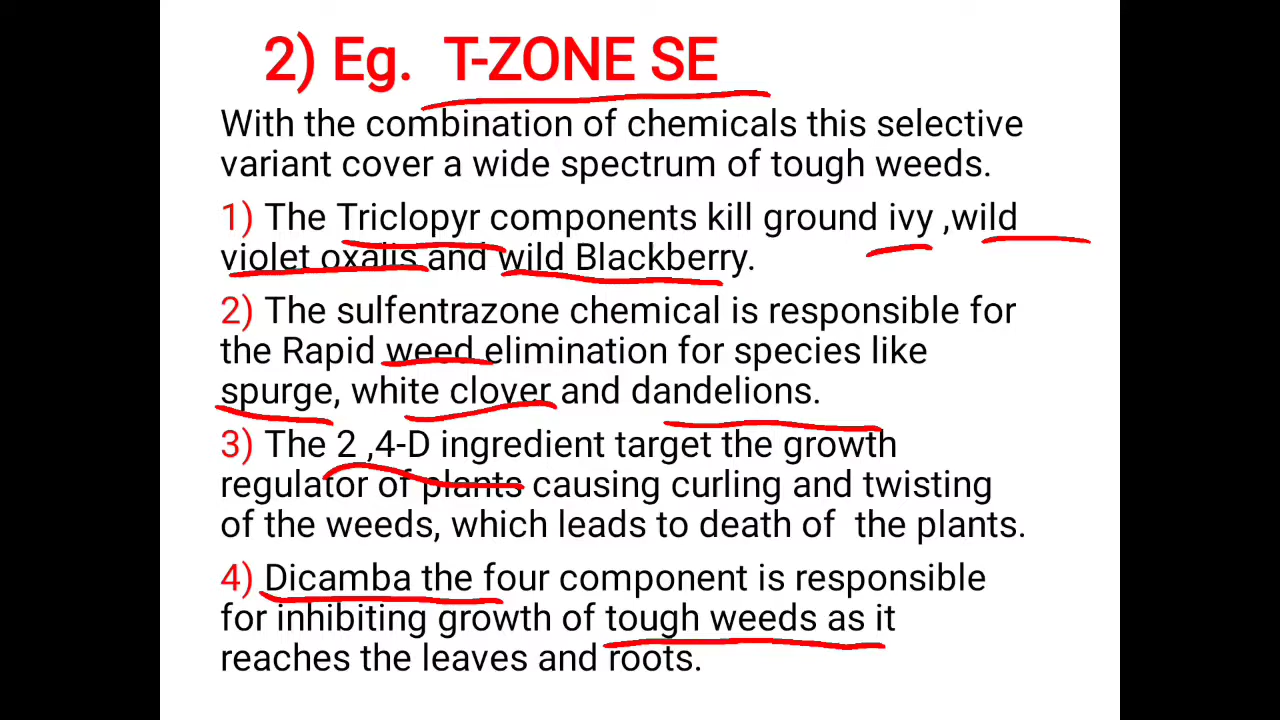 2) Eg. T-ZONE SE
With the combination of chemicals this selective
variant cover a wide spectrum of tough weeds.
1) The Triclopyr components kill ground ivy ,wild
violet oxalis and wild Blackberry.
2) The sulfentrazone chemical is responsible for
the Rapid weed elimination for species like
spurge, white clover and dandelions.
3) The 2 ,4-D ingredient target the growth
regulator of plants causing curling and twisting
of the weeds, which leads to death of the plants.
4) Dicamba the four component is responsible
for inhibiting growth of tough weeds as it
reaches the leaves and roots.